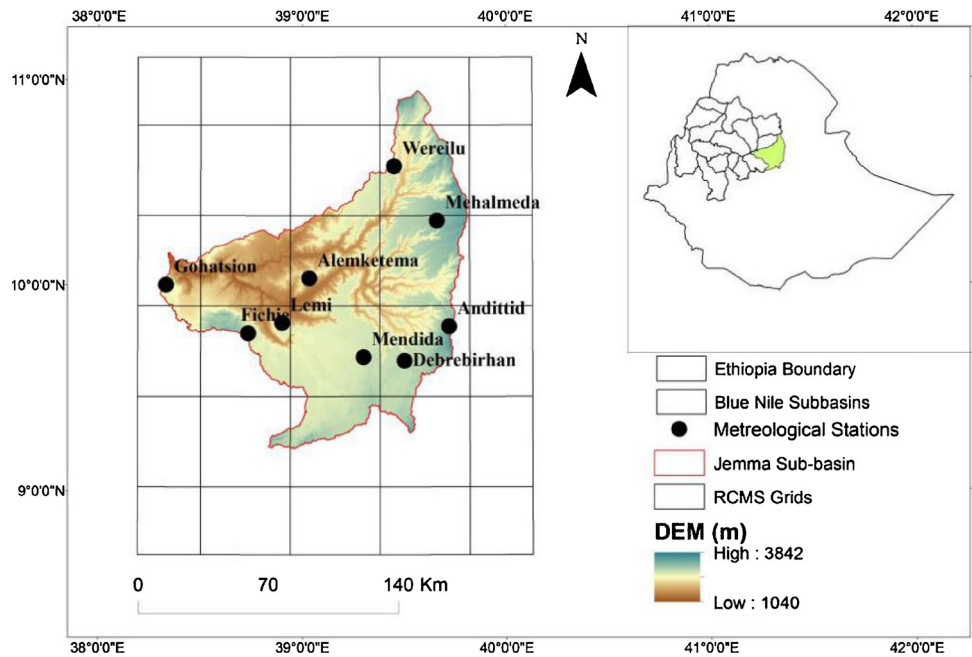 38°0'0"E 39°0'0"E 40°0'0"E 41°0'0"E 42°0'0"E
N
11°0'0"N
Wereilu
Mehalmeda
Gohatsion
Alemketema
10°0'0"N
Lemi
Fichie
Andittid
Mendida
Debrebirhan
Ethiopia Boundary
Blue Nile Subbasins
Metreological Stations
Jemma Sub-basin
9°0'0"N
RCMS Grids
DEM (m)
High : 3842
Low : 1040
0 70 140 Km
38°0'0"E 39°0'0"E 40°0'0"E 41°0'0"E 42°0'0"E